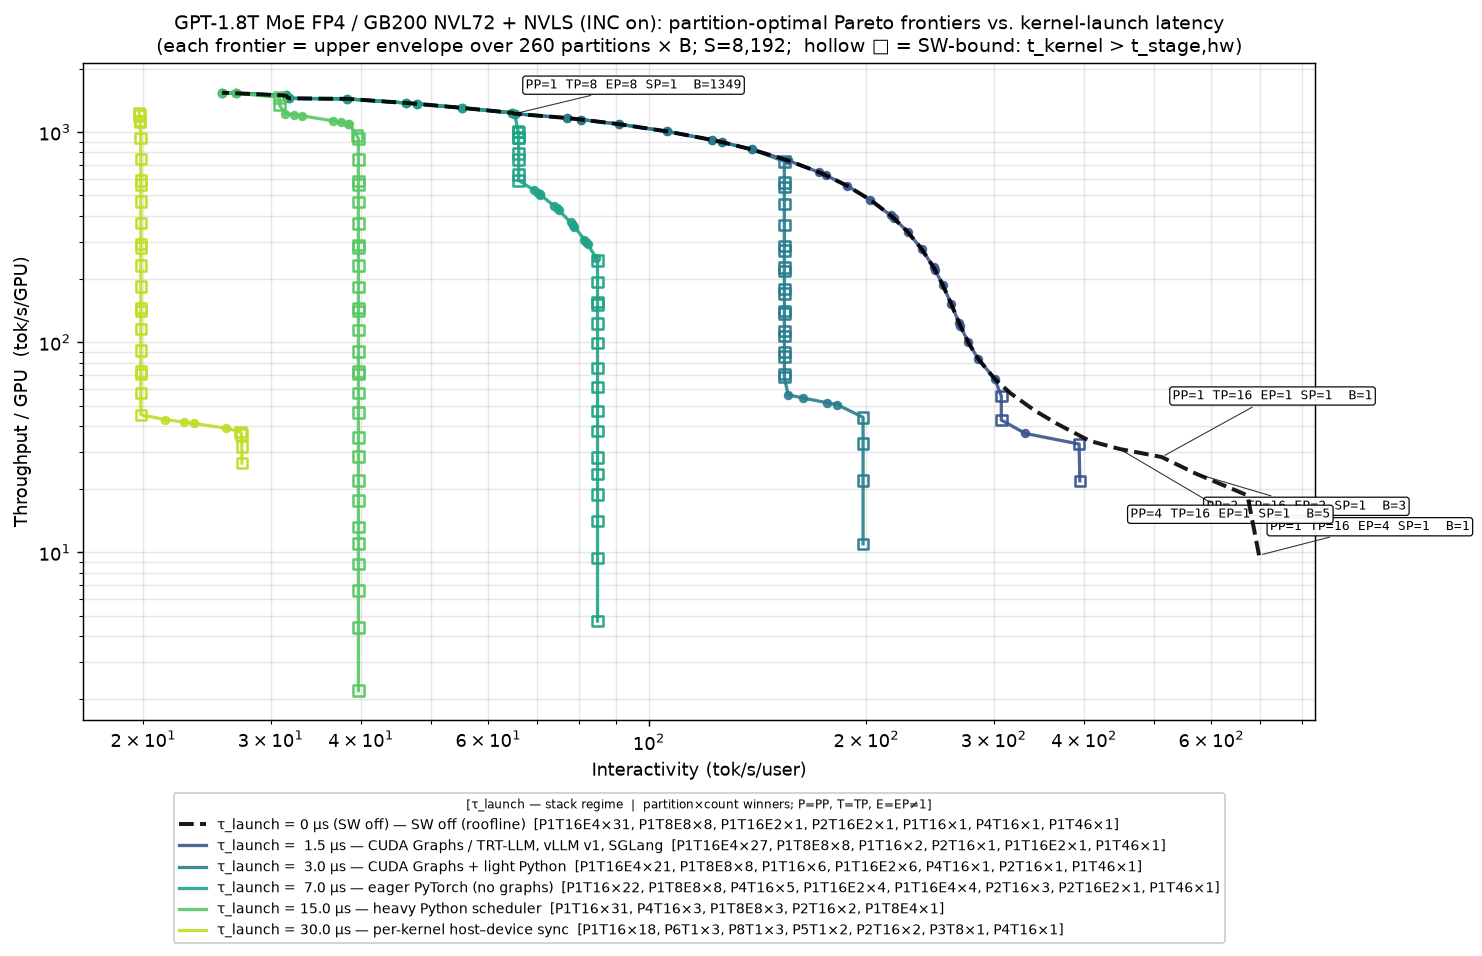 GPT-1.8T MoE FP4 / GB200 NVL72 + NVLS (INC on): partition-optimal Pareto frontiers vs. kernel-launch latency
(each frontier = upper envelope over 260 partitions × B; S=8,192;  hollow □ = SW-bound: t_kernel > t_stage,hw)
PP=1 TP=8 EP=8 SP=1  B=1349
PP=1 TP=16 EP=1 SP=1  B=1
SP=1  B=3
PP=4 TP=16 EP=1 SP=1  B=5
PP=1 TP=16 EP=4 SP=1  B=1
Throughput / GPU  (tok/s/GPU)
10³
10²
10¹
2×10¹
3×10¹
4×10¹
6×10¹
10²
2×10²
3×10²
4×10²
6×10²
Interactivity (tok/s/user)
[τ_launch — stack regime  |  partition×count winners; P=PP, T=TP, E=EP≠1]
τ_launch = 0 µs (SW off) — SW off (roofline)  [P1T16E4×31, P1T8E8×8, P1T16E2×1, P2T16E2×1, P1T16×1, P4T16×1, P1T46×1]
τ_launch =  1.5 µs — CUDA Graphs / TRT-LLM, vLLM v1, SGLang  [P1T16E4×27, P1T8E8×8, P1T16×2, P2T16×1, P1T16E2×1, P1T46×1]
τ_launch =  3.0 µs — CUDA Graphs + light Python  [P1T16E4×21, P1T8E8×8, P1T16×6, P1T16E2×6, P4T16×1, P2T16×1, P1T46×1]
τ_launch =  7.0 µs — eager PyTorch (no graphs)  [P1T16×22, P1T8E8×8, P4T16×5, P1T16E2×4, P1T16E4×4, P2T16×3, P2T16E2×1, P1T46×1]
τ_launch = 15.0 µs — heavy Python scheduler  [P1T16×31, P4T16×3, P1T8E8×3, P2T16×2, P1T8E4×1]
τ_launch = 30.0 µs — per-kernel host–device sync  [P1T16×18, P6T1×3, P8T1×3, P5T1×2, P2T16×2, P3T8×1, P4T16×1]